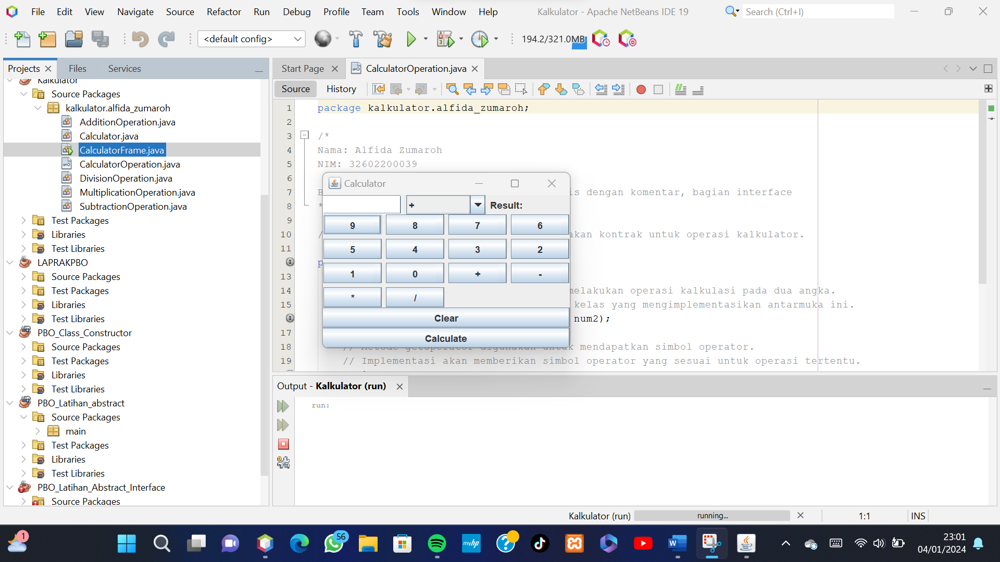 File Edit View Navigate Source Refactor Run Debug Profile Team Tools Window Help
Kalkulator - Apache NetBeans IDE 19
Search (Ctrl+I)
<default config>
194.2/321.0MB
Projects Files Services
Kalkulator
Source Packages
kalkulator.alfida_zumaroh
AdditionOperation.java
Calculator.java
CalculatorFrame.java
CalculatorOperation.java
DivisionOperation.java
MultiplicationOperation.java
SubtractionOperation.java
Test Packages
Libraries
Test Libraries
LAPRAKPBO
Source Packages
Test Packages
Libraries
Test Libraries
PBO_Class_Constructor
Source Packages
Test Packages
Libraries
Test Libraries
PBO_Latihan_abstract
Source Packages
main
Test Packages
Libraries
Test Libraries
PBO_Latihan_Abstract_Interface
Source Packages
Start Page CalculatorOperation.java
Source History
1 package kalkulator.alfida_zumaroh;
2
3 /*
4 Nama: Alfida Zumaroh
5 NIM: 32602200039
6
7 is dengan komentar, bagian interface
8
9
10 akan kontrak untuk operasi kalkulator.
11
13
14 melakukan operasi kalkulasi pada dua angka.
15 kelas yang mengimplementasikan antarmuka ini.
num2);
17
18 // Metode getOperator digunakan untuk mendapatkan simbol operator.
19 // Implementasi akan memberikan simbol operator yang sesuai untuk operasi tertentu.
Calculator
+ Result:
9 8 7 6
5 4 3 2
1 0 + -
* /
Clear
Calculate
Output - Kalkulator (run)
run:
Kalkulator (run) running... 1:1 INS
1
56
myhp
W
23:01
04/01/2024